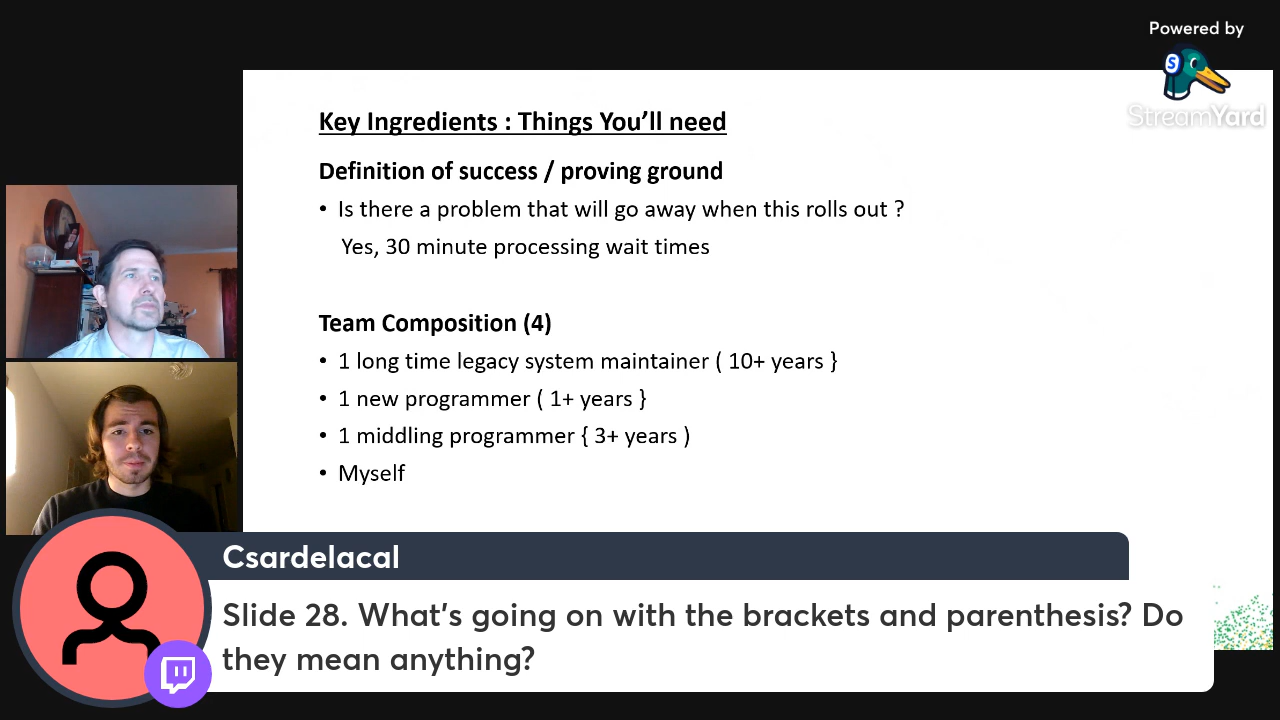 Powered by
StreamYard
Key Ingredients : Things You'll need
Definition of success / proving ground
• Is there a problem that will go away when this rolls out ?
Yes, 30 minute processing wait times
Team Composition (4)
• 1 long time legacy system maintainer ( 10+ years }
• 1 new programmer ( 1+ years }
• 1 middling programmer { 3+ years )
• Myself
Csardelacal
Slide 28. What's going on with the brackets and parenthesis? Do
they mean anything?